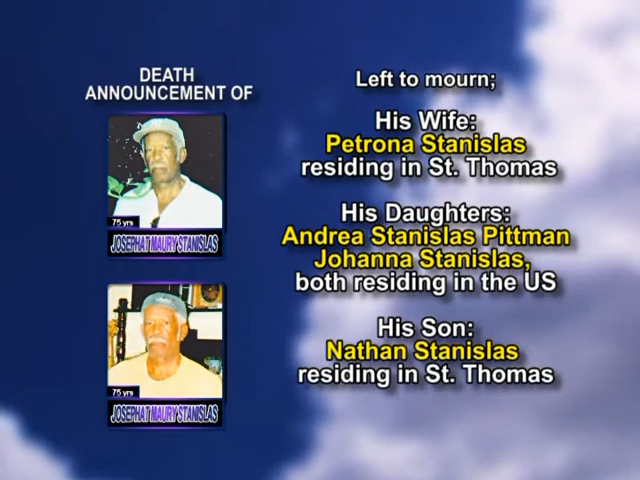 DEATH
ANNOUNCEMENT OF
75 yrs
JOSEPHAT MAURY STANISLAS
75 yrs
JOSEPHAT MAURY STANISLAS
Left to mourn;
His Wife:
Petrona Stanislas
residing in St. Thomas
His Daughters:
Andrea Stanislas Pittman
Johanna Stanislas,
both residing in the US
His Son:
Nathan Stanislas
residing in St. Thomas